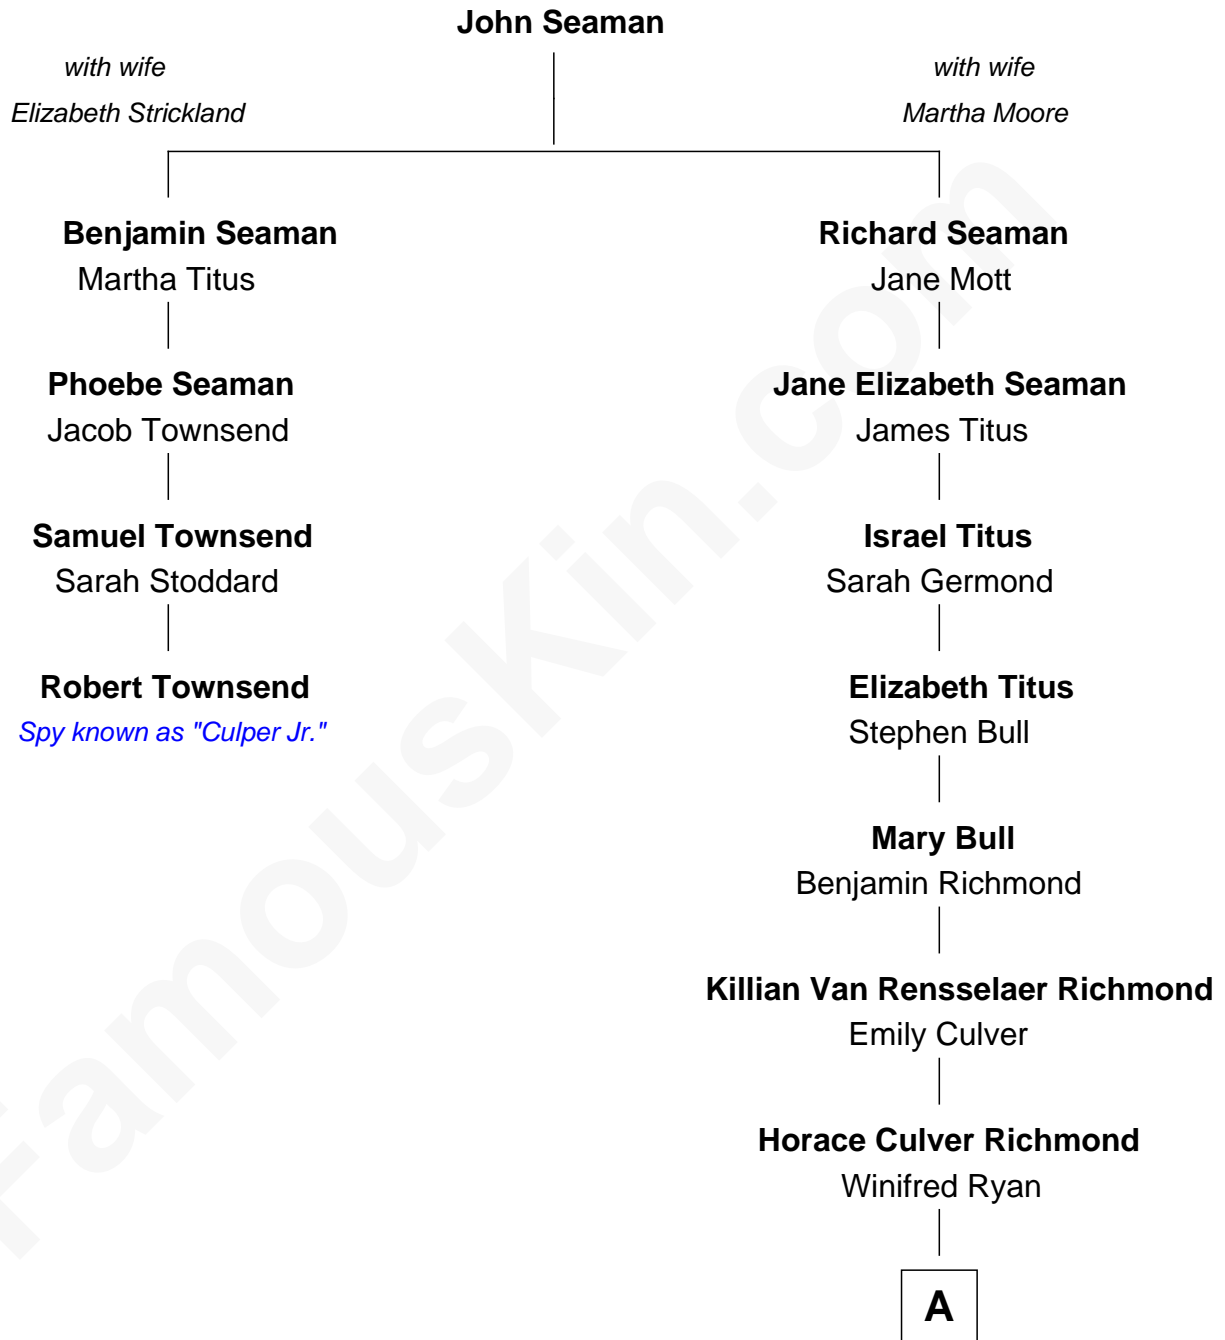 John Seaman
with wife
Elizabeth Strickland
with wife
Martha Moore
Benjamin Seaman
Martha Titus
Richard Seaman
Jane Mott
Phoebe Seaman
Jacob Townsend
Jane Elizabeth Seaman
James Titus
Samuel Townsend
Sarah Stoddard
Israel Titus
Sarah Germond
Robert Townsend
Spy known as "Culper Jr."
Elizabeth Titus
Stephen Bull
Mary Bull
Benjamin Richmond
Killian Van Rensselaer Richmond
Emily Culver
Horace Culver Richmond
Winifred Ryan
A
FamousKin.com